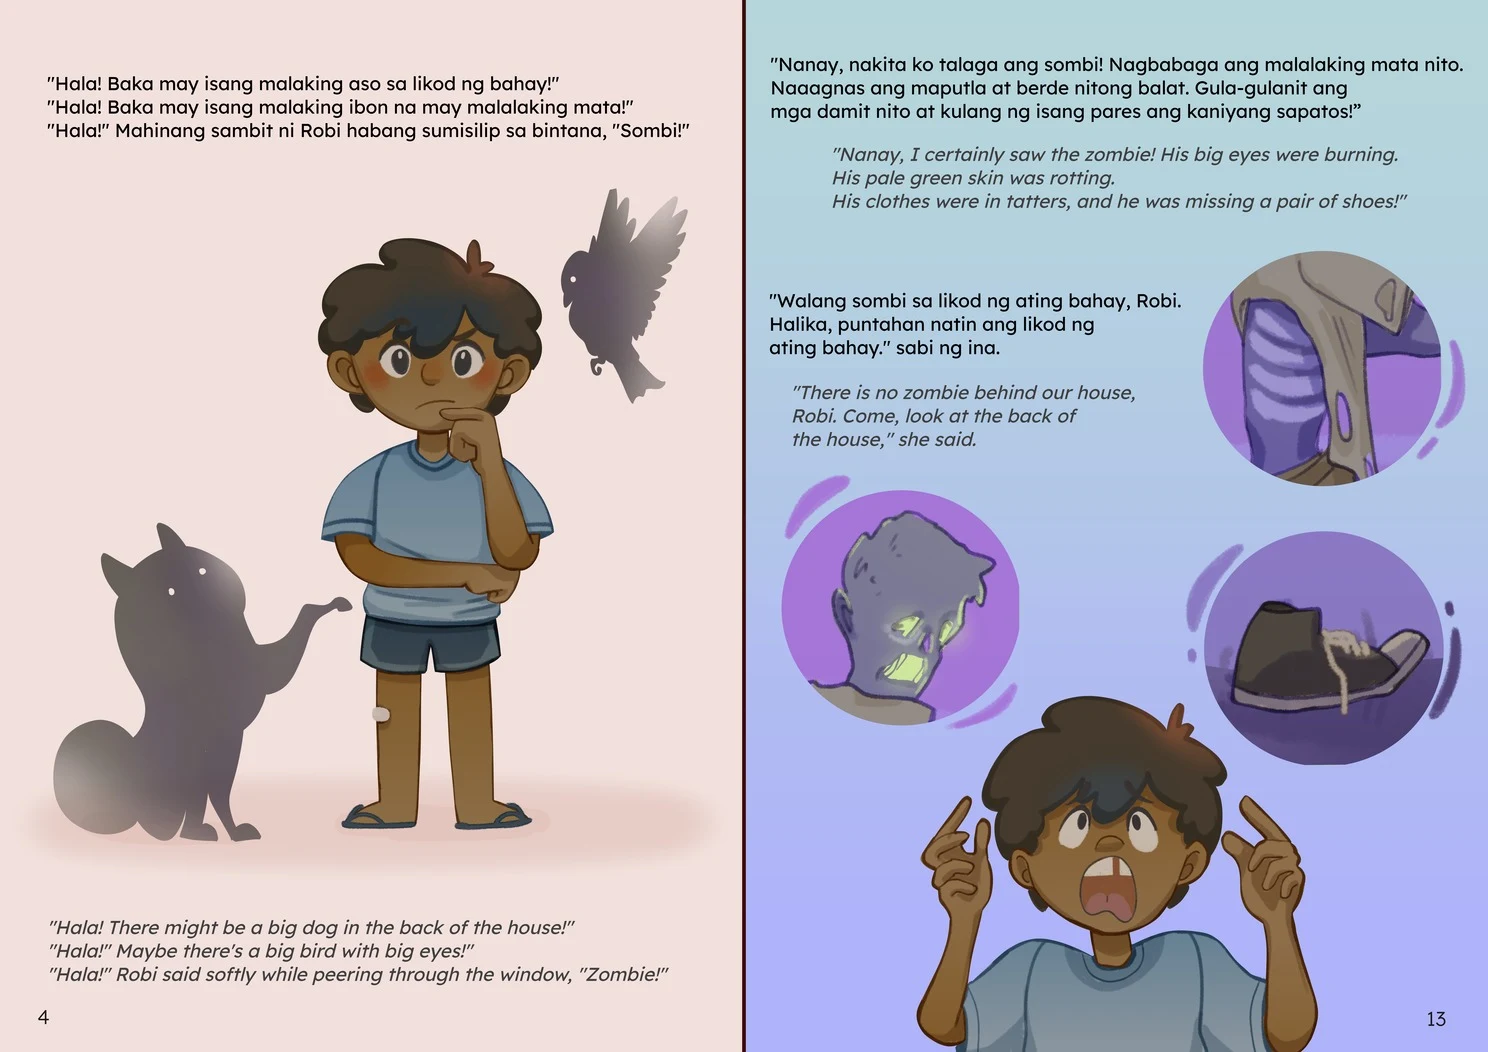 "Hala! Baka may isang malaking aso sa likod ng bahay!"
"Hala! Baka may isang malaking ibon na may malalaking mata!"
"Hala!" Mahinang sambit ni Robi habang sumisilip sa bintana, "Sombi!"
"Hala! There might be a big dog in the back of the house!"
"Hala!" Maybe there's a big bird with big eyes!"
"Hala!" Robi said softly while peering through the window, "Zombie!"
4
"Nanay, nakita ko talaga ang sombi! Nagbabaga ang malalaking mata nito.
Naaagnas ang maputla at berde nitong balat. Gula-gulanit ang
mga damit nito at kulang ng isang pares ang kaniyang sapatos!”
"Nanay, I certainly saw the zombie! His big eyes were burning.
His pale green skin was rotting.
His clothes were in tatters, and he was missing a pair of shoes!"
"Walang sombi sa likod ng ating bahay, Robi.
Halika, puntahan natin ang likod ng
ating bahay." sabi ng ina.
"There is no zombie behind our house,
Robi. Come, look at the back of
the house," she said.
13